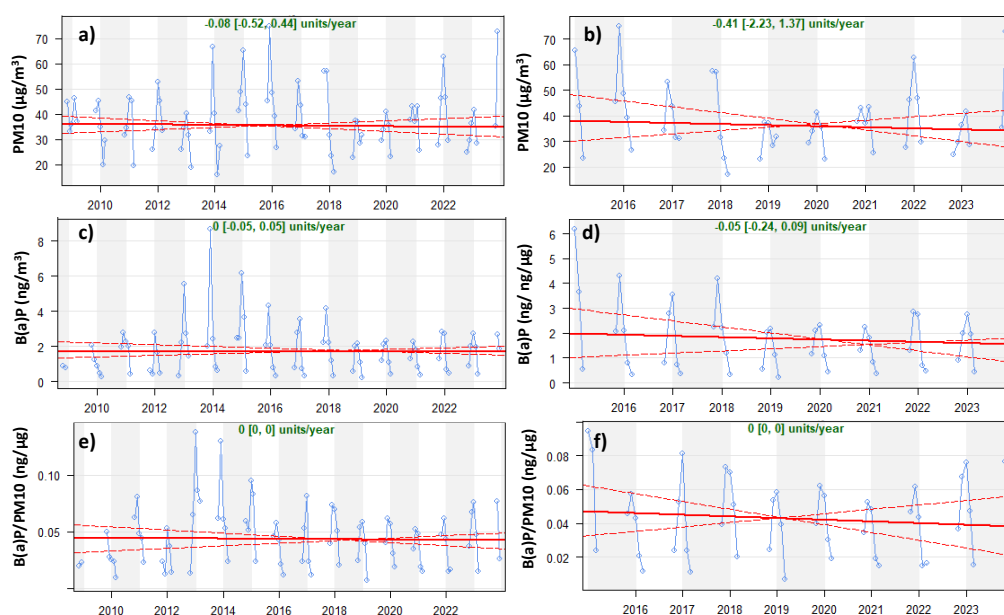 a)
-0.08 [-0.52, 0.44] units/year
PM10 (µg/m³)
70
60
50
40
30
20
2010 2012 2014 2016 2018 2020 2022
b)
-0.41 [-2.23, 1.37] units/year
PM10 (µg/m³)
70
60
50
40
30
20
2016 2017 2018 2019 2020 2021 2022 2023
c)
0 [-0.05, 0.05] units/year
B(a)P (ng/m³)
8
6
4
2
0
2010 2012 2014 2016 2018 2020 2022
d)
-0.05 [-0.24, 0.09] units/year
B(a)P (ng/ ng/µg)
6
5
4
3
2
1
0
2016 2017 2018 2019 2020 2021 2022 2023
e)
0 [0, 0] units/year
B(a)P/PM10 (ng/µg)
0.10
0.05
2010 2012 2014 2016 2018 2020 2022
f)
0 [0, 0] units/year
B(a)P/PM10 (ng/µg)
0.08
0.06
0.04
0.02
2016 2017 2018 2019 2020 2021 2022 2023